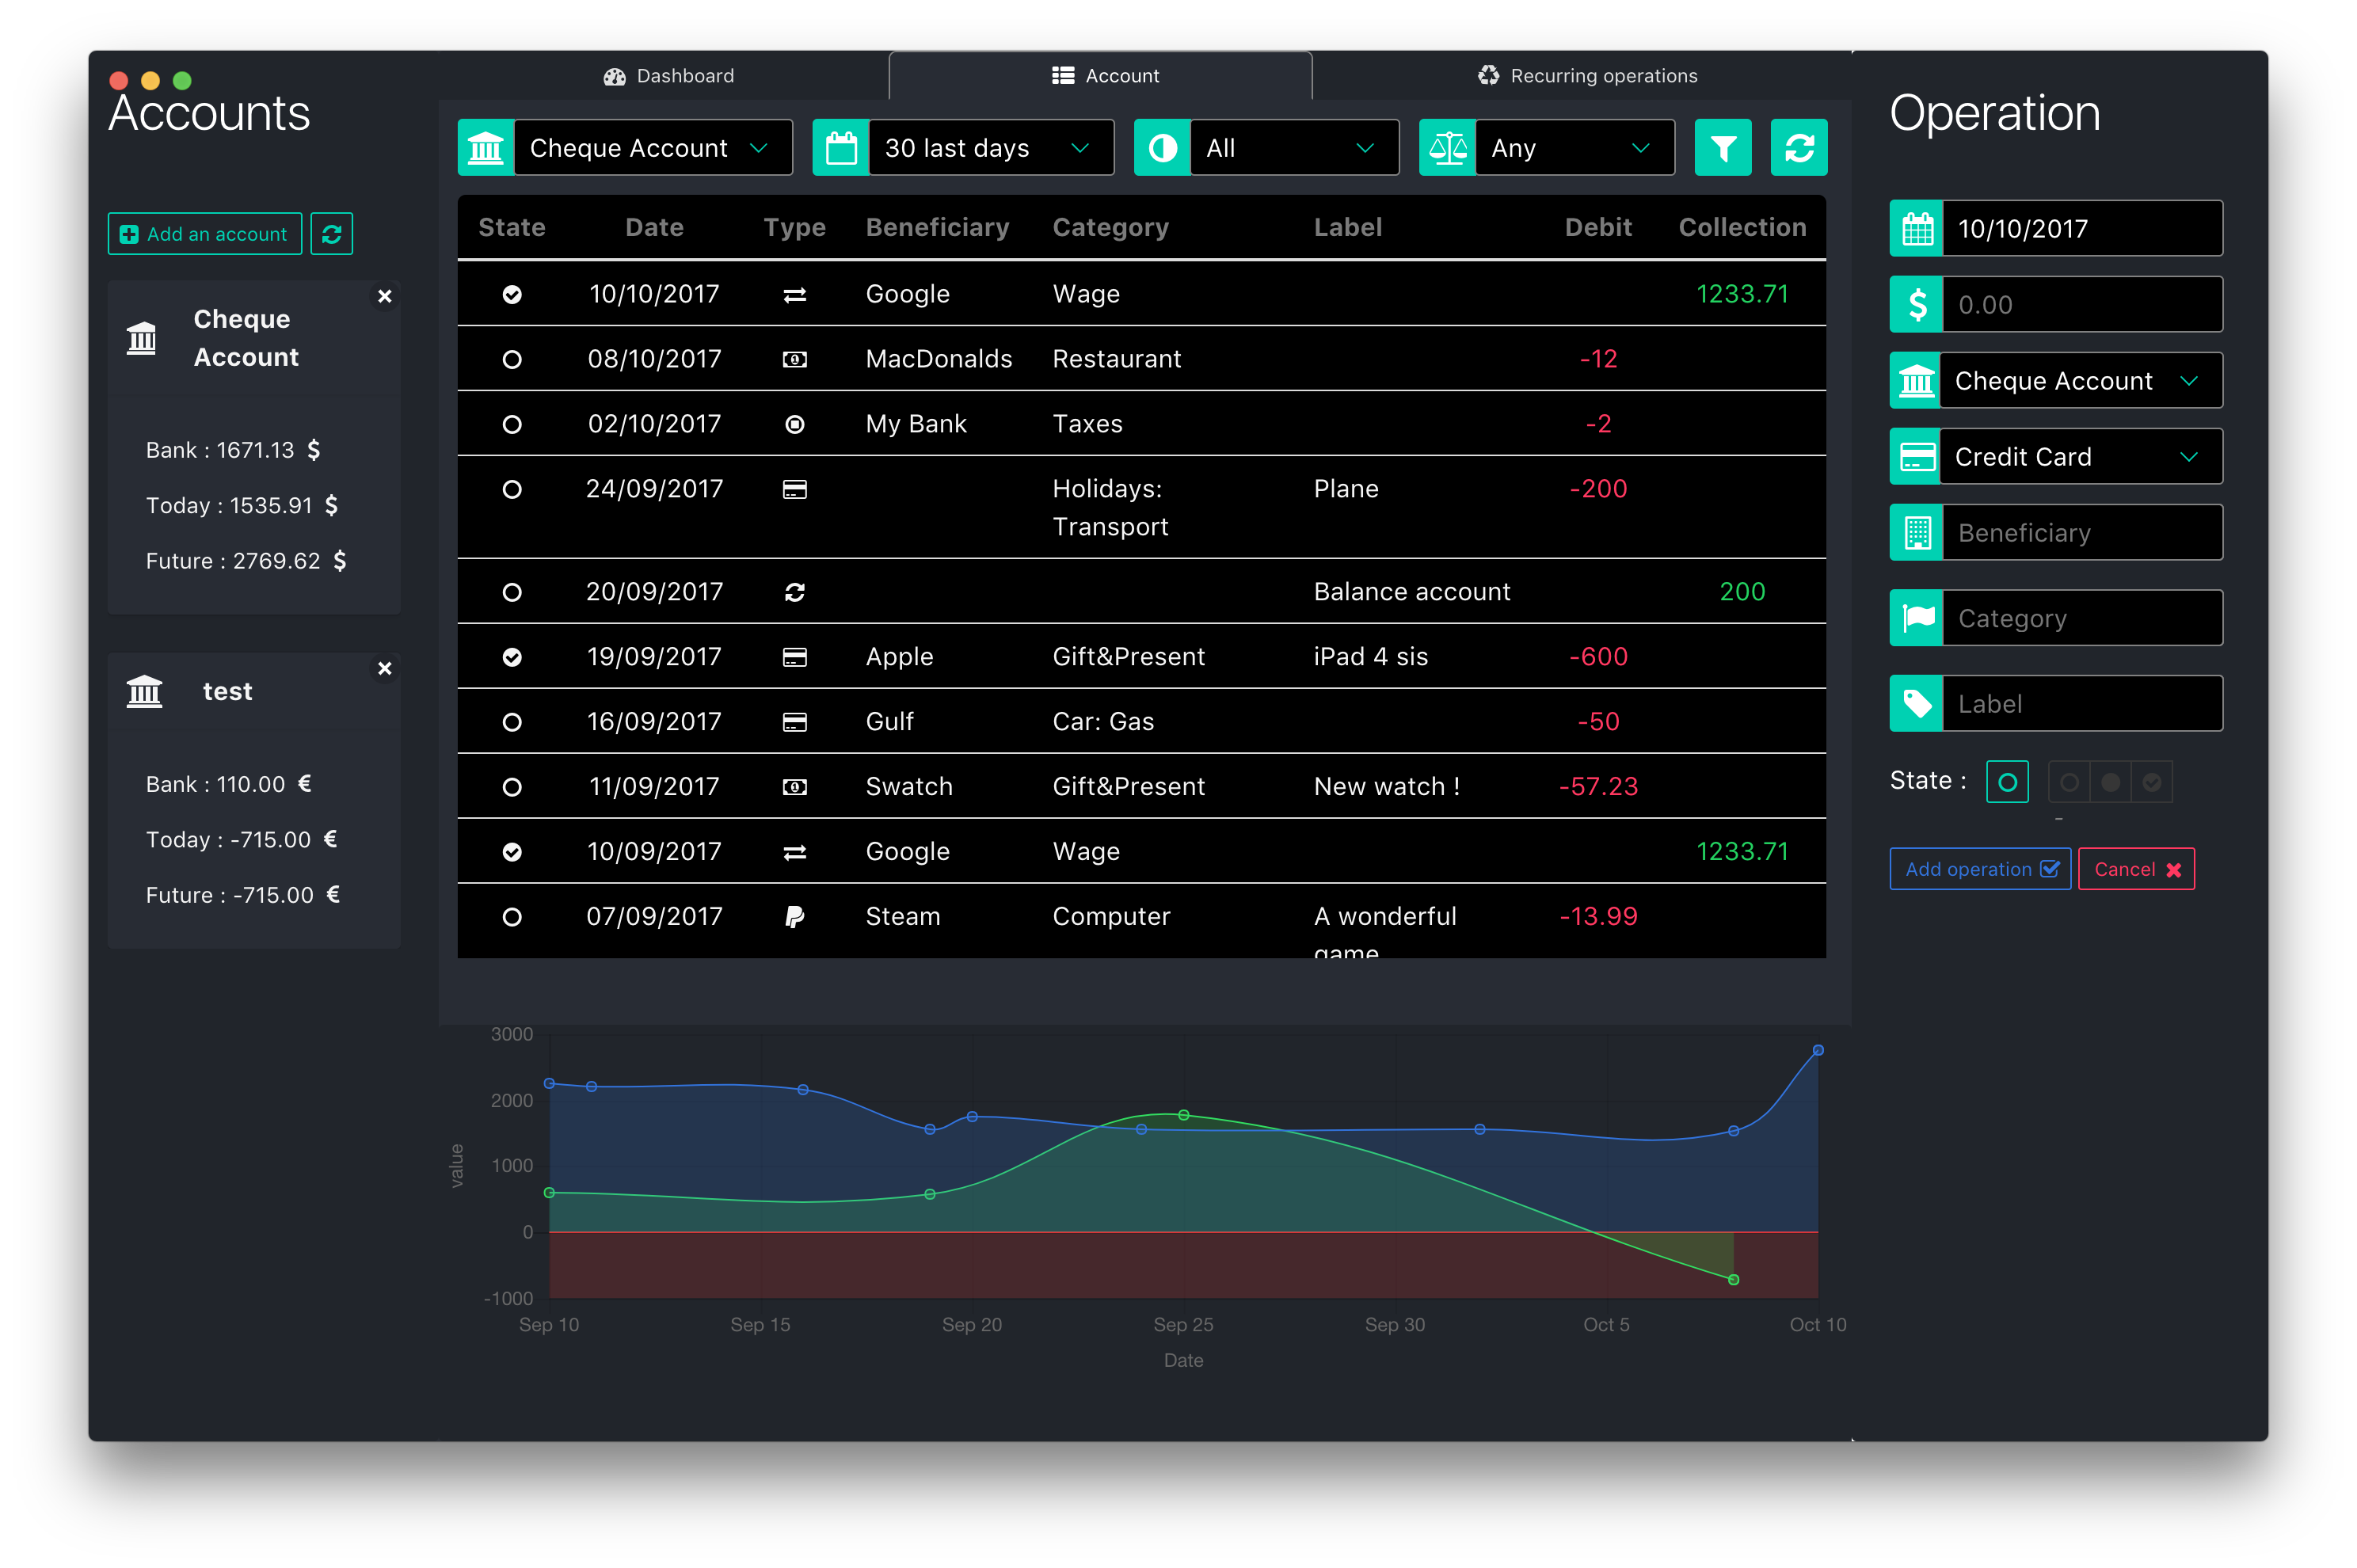 Accounts
Add an account
Cheque
Account
Bank : 1671.13 $
Today : 1535.91 $
Future : 2769.62 $
test
Bank : 110.00 €
Today : -715.00 €
Future : -715.00 €
Dashboard
Account
Recurring operations
Cheque Account
30 last days
All
Any
State Date Type Beneficiary Category Label Debit Collection
10/10/2017 Google Wage 1233.71
08/10/2017 MacDonalds Restaurant -12
02/10/2017 My Bank Taxes -2
24/09/2017 Holidays: Plane -200
Transport
20/09/2017 Balance account 200
19/09/2017 Apple Gift&Present iPad 4 sis -600
16/09/2017 Gulf Car: Gas -50
11/09/2017 Swatch Gift&Present New watch ! -57.23
10/09/2017 Google Wage 1233.71
07/09/2017 Steam Computer A wonderful -13.99
game
3000
2000
1000
0
-1000
value
Sep 10 Sep 15 Sep 20 Sep 25 Sep 30 Oct 5 Oct 10
Date
Operation
10/10/2017
$ 0.00
Cheque Account
Credit Card
Beneficiary
Category
Label
State :
-
Add operation
Cancel